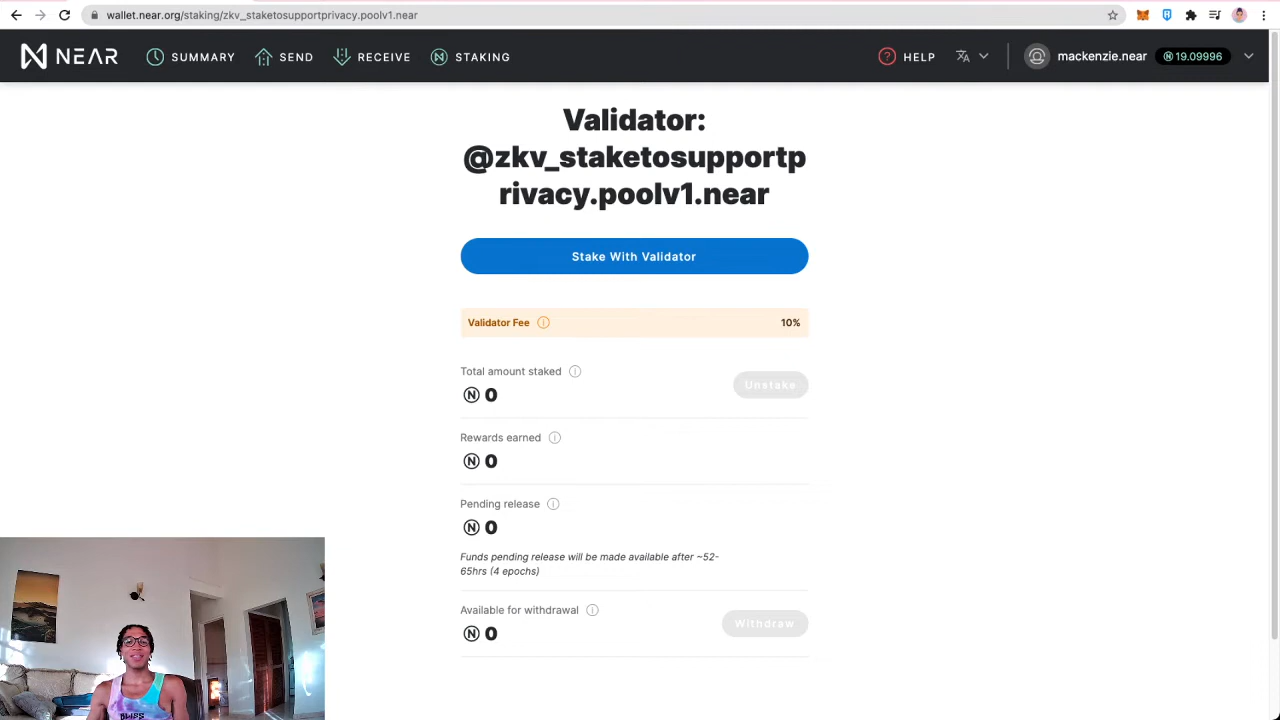 wallet.near.org/staking/zkv_staketosupportprivacy.poolv1.near
NEAR
SUMMARY
SEND
RECEIVE
STAKING
HELP
mackenzie.near
19.09996
Validator:
@zkv_staketosupportp
rivacy.poolv1.near
Stake With Validator
Validator Fee
10%
Total amount staked
0
Unstake
Rewards earned
0
Pending release
0
Funds pending release will be made available after ~52-
65hrs (4 epochs)
Available for withdrawal
0
Withdraw
BLISS